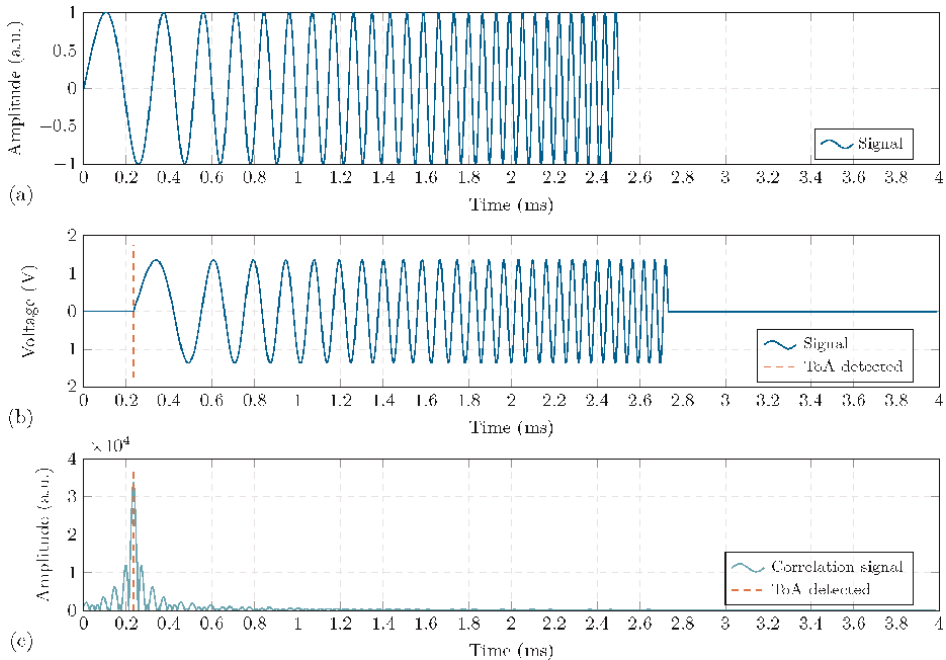 1
0.5
0
−0.5
−1
Amplitude (a.u.)
Signal
0 0.2 0.4 0.6 0.8 1 1.2 1.4 1.6 1.8 2 2.2 2.4 2.6 2.8 3 3.2 3.4 3.6 3.8 4
(a)
Time (ms)
2
1
0
1
2
Voltage (V)
Signal
ToA detected
0 0.2 0.4 0.6 0.8 1 1.2 1.4 1.6 1.8 2 2.2 2.4 2.6 2.8 3 3.2 3.4 3.6 3.8 4
(b)
Time (ms)
×10⁴
4
3
2
1
0
Amplitude (a.u.)
Correlation signal
ToA detected
0 0.2 0.4 0.6 0.8 1 1.2 1.4 1.6 1.8 2 2.2 2.4 2.6 2.8 3 3.2 3.4 3.6 3.8 4
(c)
Time (ms)